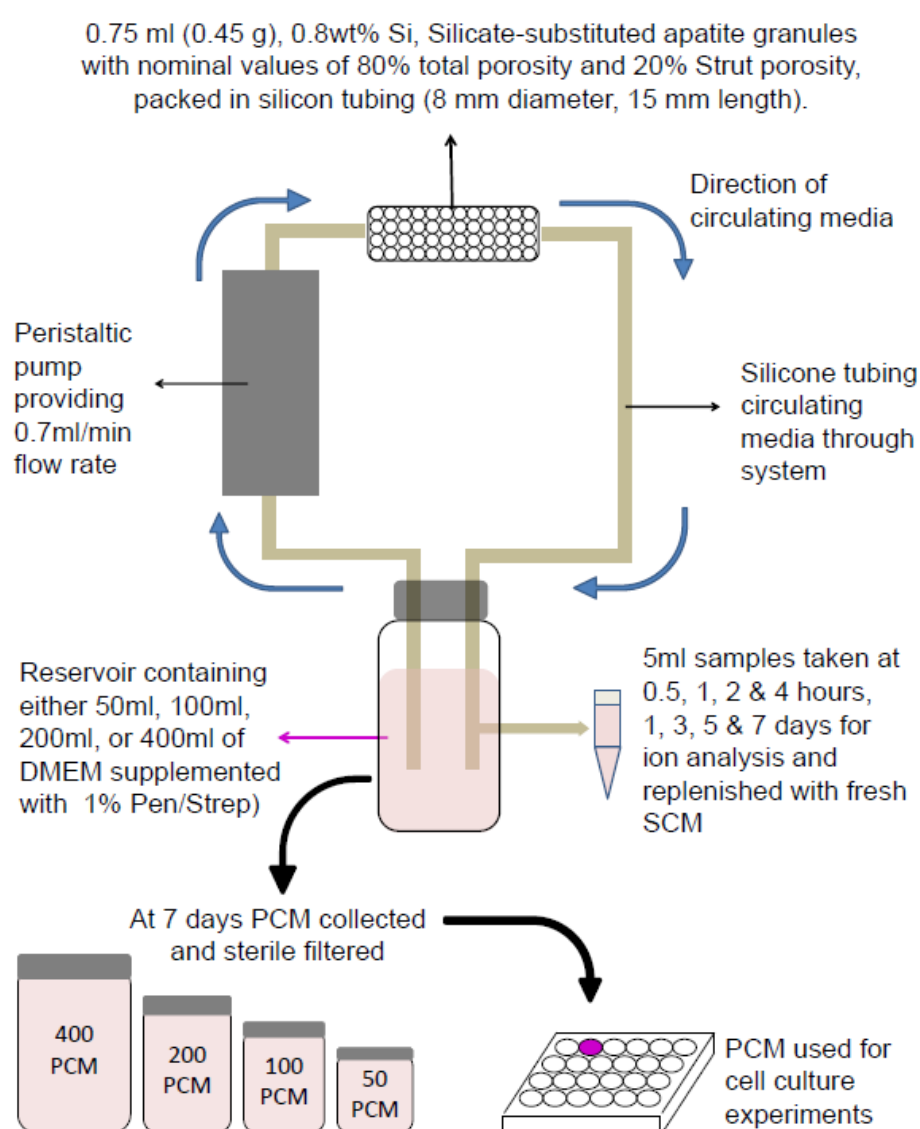 0.75 ml (0.45 g), 0.8wt% Si, Silicate-substituted apatite granules
with nominal values of 80% total porosity and 20% Strut porosity,
packed in silicon tubing (8 mm diameter, 15 mm length).
Direction of
circulating media
Peristaltic
pump
providing
0.7ml/min
flow rate
Silicone tubing
circulating
media through
system
Reservoir containing
either 50ml, 100ml,
200ml, or 400ml of
DMEM supplemented
with 1% Pen/Strep)
5ml samples taken at
0.5, 1, 2 & 4 hours,
1, 3, 5 & 7 days for
ion analysis and
replenished with fresh
SCM
At 7 days PCM collected
and sterile filtered
400
PCM
200
PCM
100
PCM
50
PCM
PCM used for
cell culture
experiments